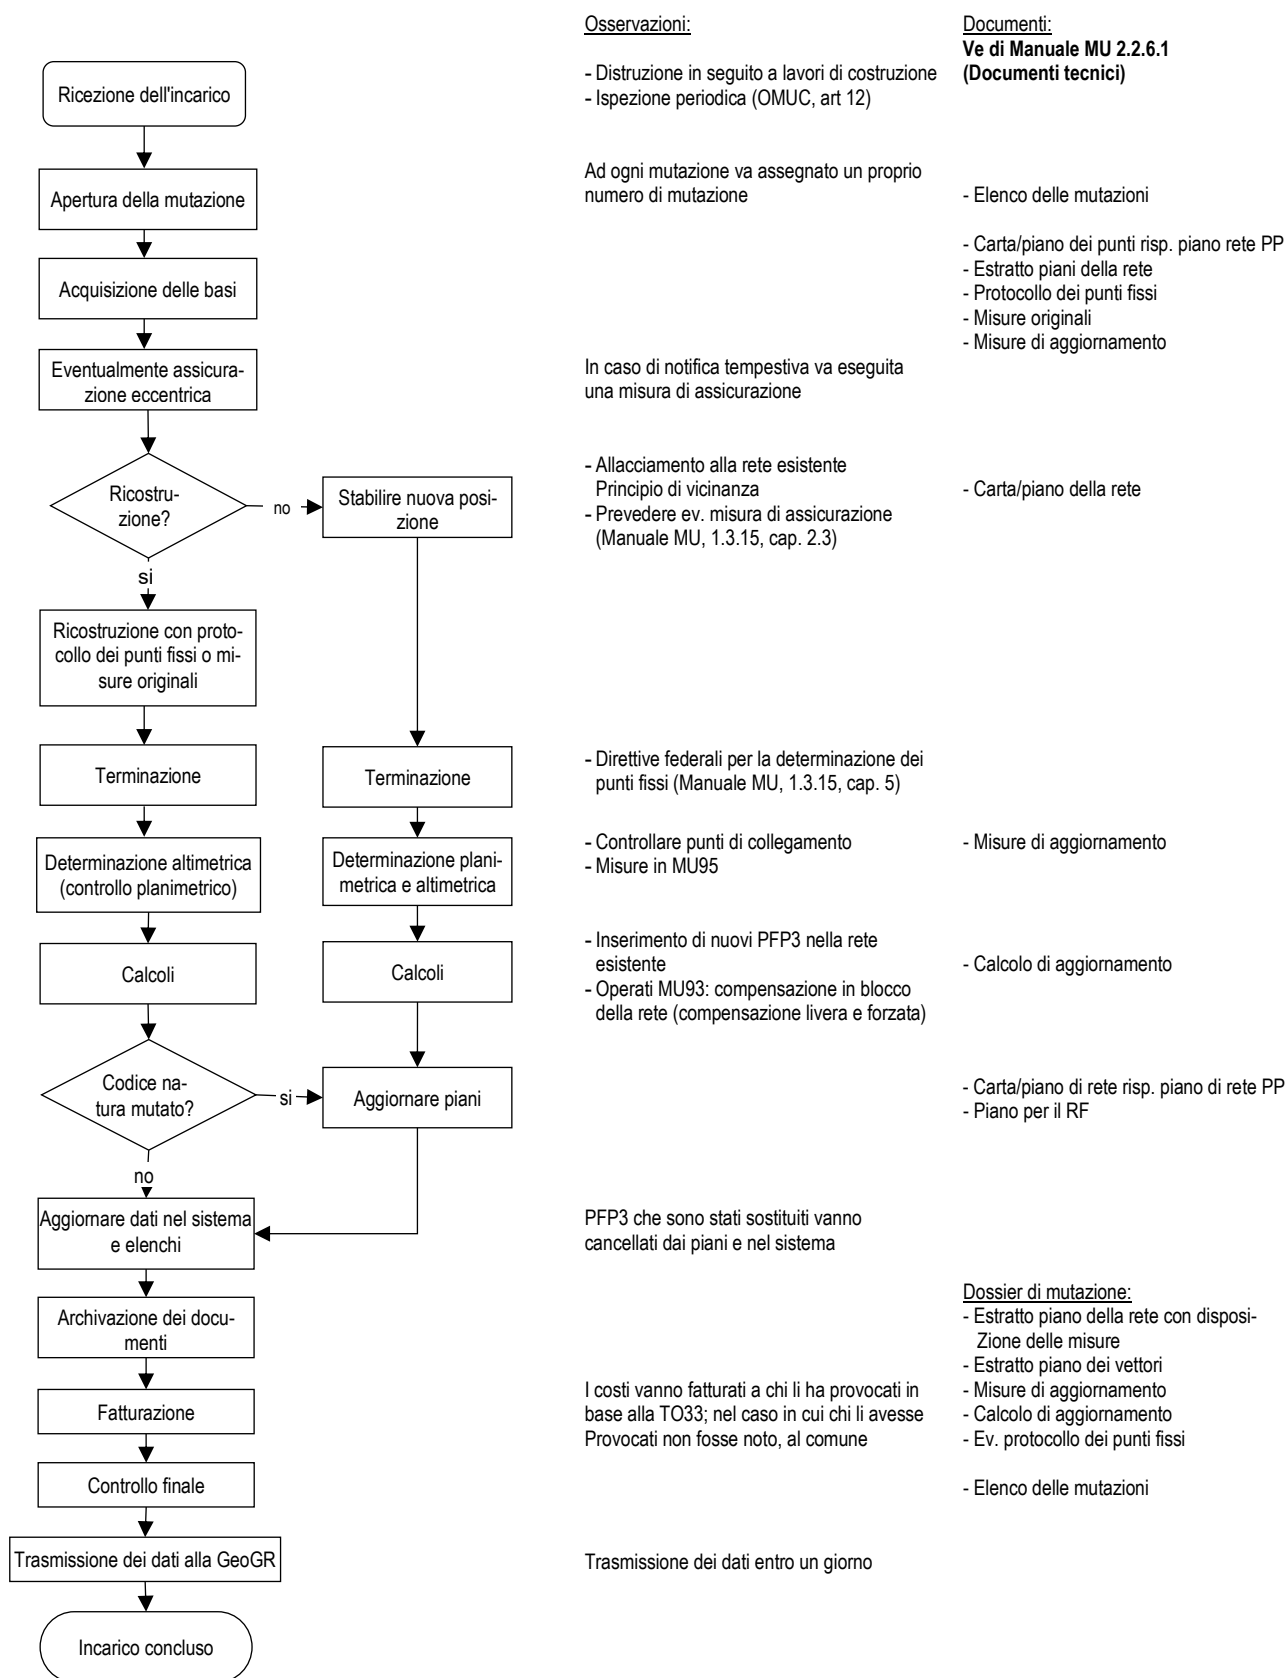 Osservazioni:
Documenti:
Ve di Manuale MU 2.2.6.1
(Documenti tecnici)
Ricezione dell'incarico
- Distruzione in seguito a lavori di costruzione
- Ispezione periodica (OMUC, art 12)
Apertura della mutazione
Ad ogni mutazione va assegnato un proprio
numero di mutazione
- Elenco delle mutazioni
Acquisizione delle basi
- Carta/piano dei punti risp. piano rete PP
- Estratto piani della rete
- Protocollo dei punti fissi
- Misure originali
- Misure di aggiornamento
Eventualmente assicura-
zione eccentrica
In caso di notifica tempestiva va eseguita
una misura di assicurazione
Ricostru-
zione?
no
Stabilire nuova posi-
zione
- Allacciamento alla rete esistente
Principio di vicinanza
- Prevedere ev. misura di assicurazione
(Manuale MU, 1.3.15, cap. 2.3)
- Carta/piano della rete
si
Ricostruzione con proto-
collo dei punti fissi o mi-
sure originali
Terminazione
Terminazione
- Direttive federali per la determinazione dei
punti fissi (Manuale MU, 1.3.15, cap. 5)
Determinazione altimetrica
(controllo planimetrico)
Determinazione plani-
metrica e altimetrica
- Controllare punti di collegamento
- Misure in MU95
- Misure di aggiornamento
Calcoli
Calcoli
- Inserimento di nuovi PFP3 nella rete
esistente
- Operati MU93: compensazione in blocco
della rete (compensazione livera e forzata)
- Calcolo di aggiornamento
Codice na-
tura mutato?
si
Aggiornare piani
- Carta/piano di rete risp. piano di rete PP
- Piano per il RF
no
Aggiornare dati nel sistema
e elenchi
PFP3 che sono stati sostituiti vanno
cancellati dai piani e nel sistema
Archivazione dei docu-
menti
Dossier di mutazione:
- Estratto piano della rete con disposi-
Zione delle misure
- Estratto piano dei vettori
- Misure di aggiornamento
- Calcolo di aggiornamento
- Ev. protocollo dei punti fissi
Fatturazione
I costi vanno fatturati a chi li ha provocati in
base alla TO33; nel caso in cui chi li avesse
Provocati non fosse noto, al comune
Controllo finale
- Elenco delle mutazioni
Trasmissione dei dati alla GeoGR
Trasmissione dei dati entro un giorno
Incarico concluso